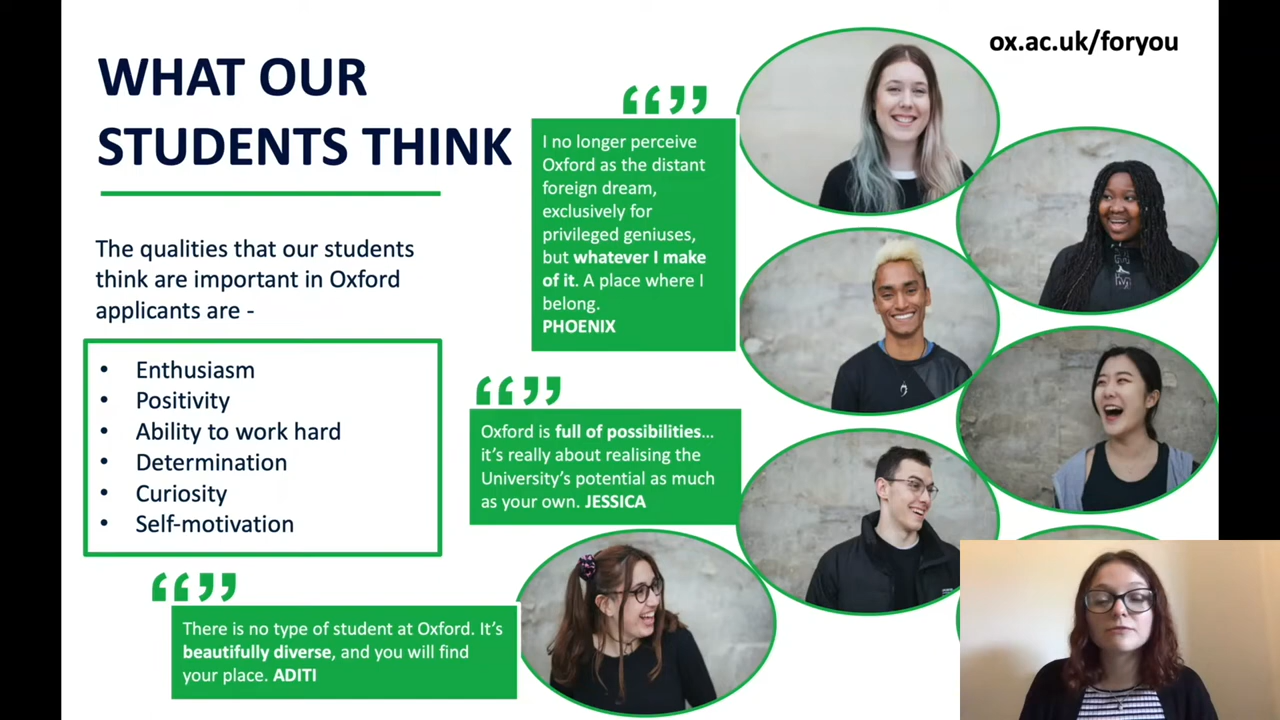 WHAT OUR
STUDENTS THINK
ox.ac.uk/foryou
The qualities that our students
think are important in Oxford
applicants are -
• Enthusiasm
• Positivity
• Ability to work hard
• Determination
• Curiosity
• Self-motivation
I no longer perceive
Oxford as the distant
foreign dream,
exclusively for
privileged geniuses,
but whatever I make
of it. A place where I
belong.
PHOENIX
Oxford is full of possibilities…
it’s really about realising the
University’s potential as much
as your own. JESSICA
There is no type of student at Oxford. It’s
beautifully diverse, and you will find
your place. ADITI